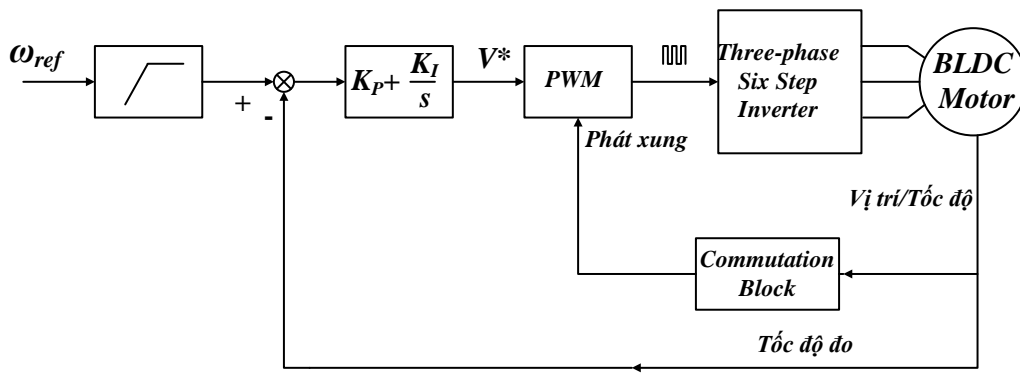 ω_ref
+
-
K_P + K_I/s
V*
PWM
Phát xung
Three-phase
Six Step
Inverter
BLDC
Motor
Vị trí/Tốc độ
Commutation
Block
Tốc độ đo